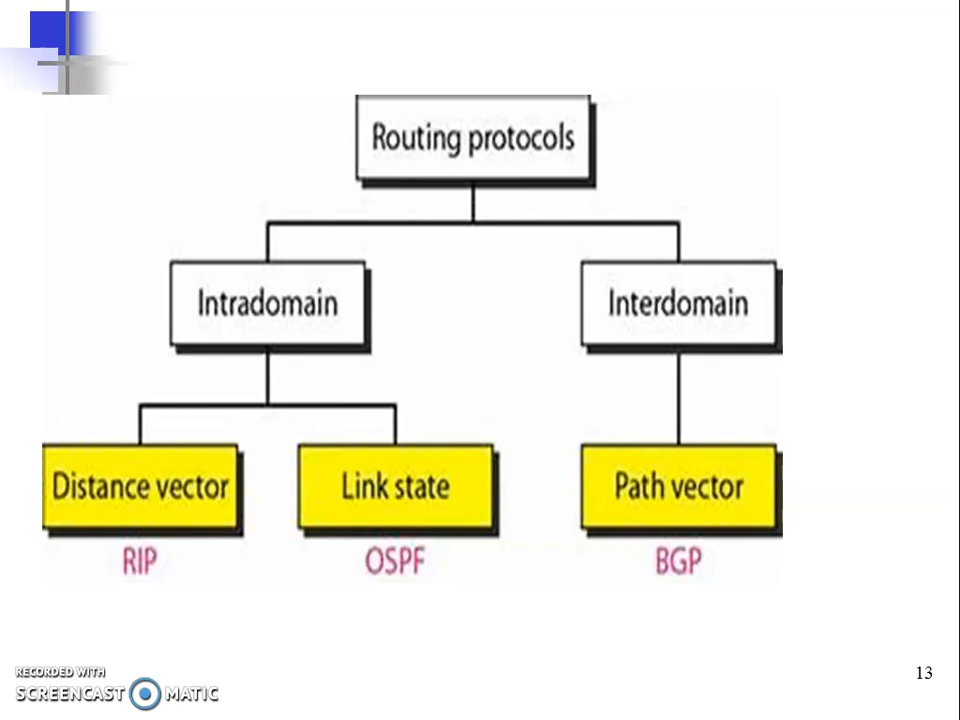 Routing protocols
Intradomain
Interdomain
Distance vector
Link state
Path vector
RIP
OSPF
BGP
RECORDED WITH
SCREENCAST MATIC
13